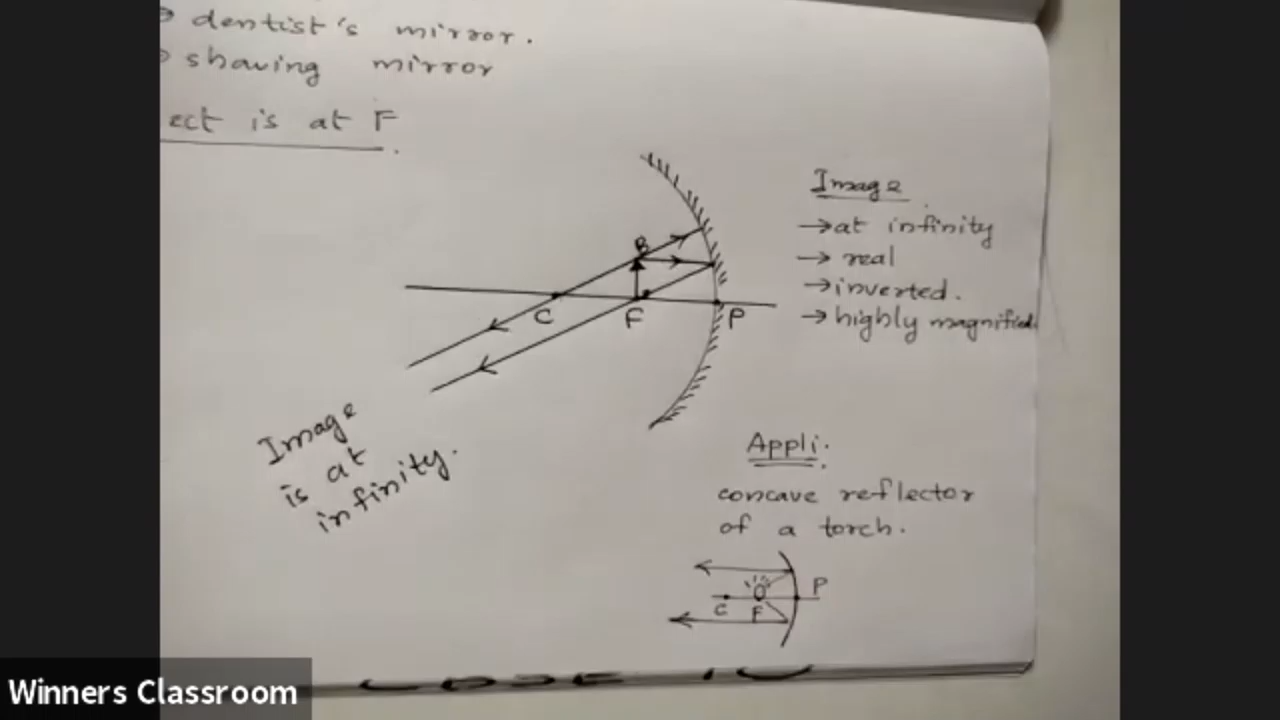 dentist's mirror.
shaving mirror
ect is at F
Image
→at infinity
→ real
→inverted.
→ highly magnified
B
C
F
P
Image
is at
infinity.
Appli:
concave reflector
of a torch.
P
C
F
Winners Classroom